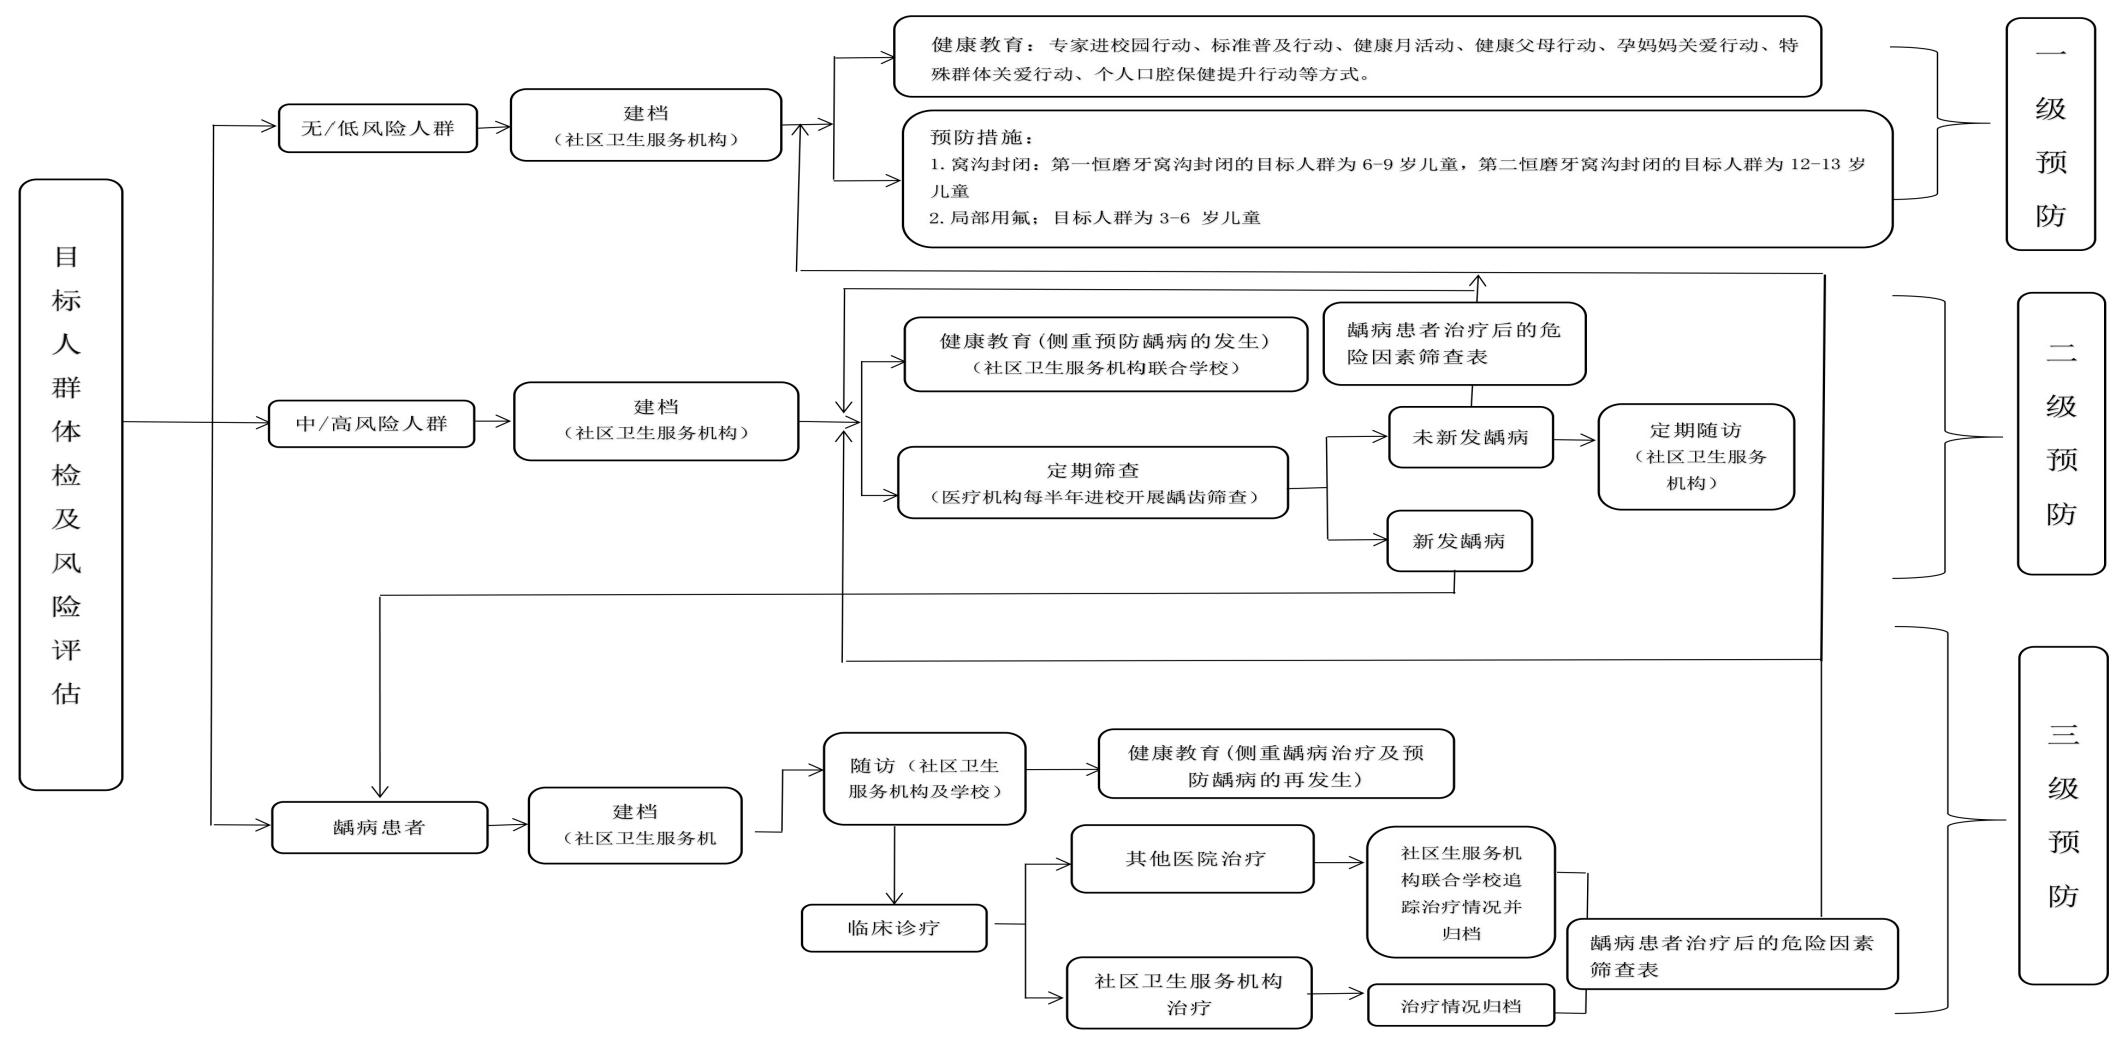 目标人群体检及风险评估
无/低风险人群
建档
（社区卫生服务机构）
健康教育：专家进校园行动、标准普及行动、健康月活动、健康父母行动、孕妈妈关爱行动、特
殊群体关爱行动、个人口腔保健提升行动等方式。
预防措施：
1. 窝沟封闭：第一恒磨牙窝沟封闭的目标人群为 6-9 岁儿童，第二恒磨牙窝沟封闭的目标人群为 12-13 岁
儿童
2. 局部用氟；目标人群为 3-6 岁儿童
一级预防
中/高风险人群
建档
（社区卫生服务机构）
健康教育(侧重预防龋病的发生)
（社区卫生服务机构联合学校）
定期筛查
（医疗机构每半年进校开展龋齿筛查）
龋病患者治疗后的危
险因素筛查表
未新发龋病
定期随访
（社区卫生服务
机构）
新发龋病
二级预防
龋病患者
建档
（社区卫生服务机
随访（社区卫生
服务机构及学校）
健康教育(侧重龋病治疗及预
防龋病的再发生)
临床诊疗
其他医院治疗
社区生服务机
构联合学校追
踪治疗情况并
归档
社区卫生服务机构
治疗
治疗情况归档
龋病患者治疗后的危险因素
筛查表
三级预防